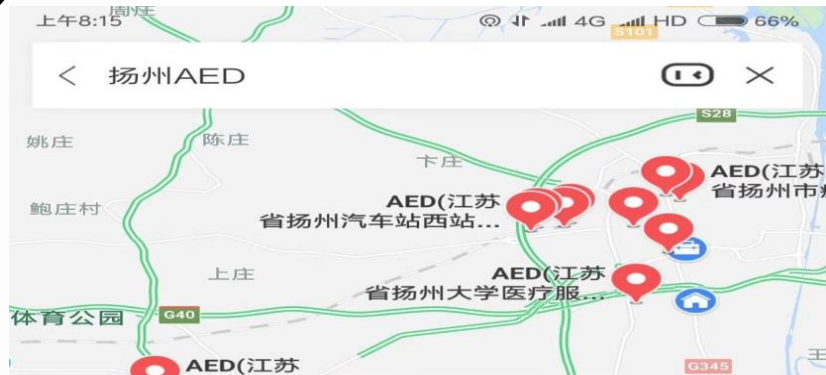 周庄
上午8:15
4G
HD
66%
S101
扬州AED
S28
姚庄
陈庄
卞庄
AED(江苏
省扬州市
AED(江苏
省扬州汽车站西站...
鲍庄村
上庄
AED(江苏
省扬州大学医疗服...
体育公园
G40
AED(江苏
G345
王